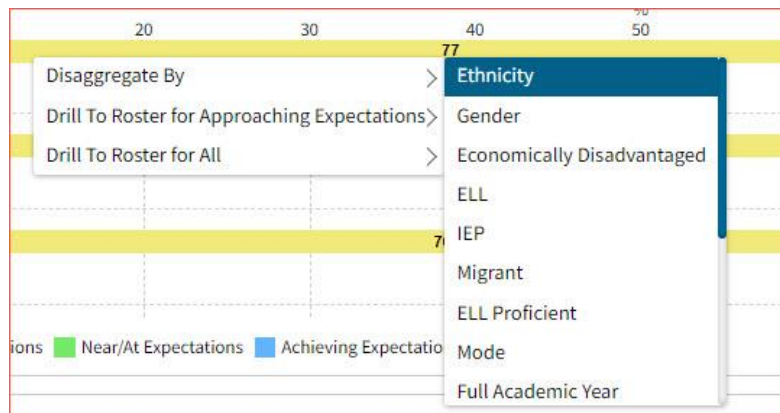 %
20 30 40 50
77
Disaggregate By
Drill To Roster for Approaching Expectations
Drill To Roster for All
Ethnicity
Gender
Economically Disadvantaged
ELL
IEP
Migrant
ELL Proficient
Mode
Full Academic Year
ions Near/At Expectations Achieving Expectatio